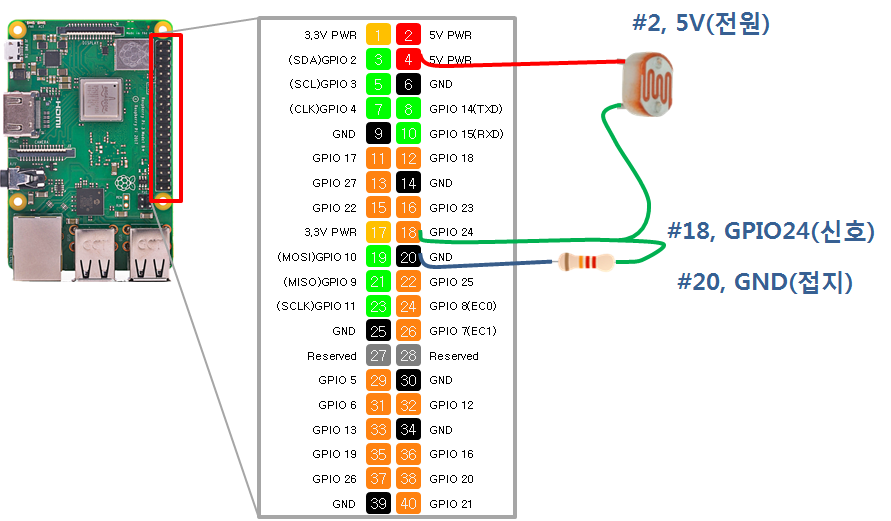 #2, 5V(전원)
3,3V PWR 1 2 5V PWR
(SDA)GPIO 2 3 4 5V PWR
(SCL)GPIO 3 5 6 GND
(CLK)GPIO 4 7 8 GPIO 14(TXD)
GND 9 10 GPIO 15(RXD)
GPIO 17 11 12 GPIO 18
GPIO 27 13 14 GND
GPIO 22 15 16 GPIO 23
3,3V PWR 17 18 GPIO 24
#18, GPIO24(신호)
(MOSI)GPIO 10 19 20 GND
#20, GND(접지)
(MISO)GPIO 9 21 22 GPIO 25
(SCLK)GPIO 11 23 24 GPIO 8(EC0)
GND 25 26 GPIO 7(EC1)
Reserved 27 28 Reserved
GPIO 5 29 30 GND
GPIO 6 31 32 GPIO 12
GPIO 13 33 34 GND
GPIO 19 35 36 GPIO 16
GPIO 26 37 38 GPIO 20
GND 39 40 GPIO 21
DISPLAY
HDMI
CAMERA
Raspberry Pi 3 Model B+